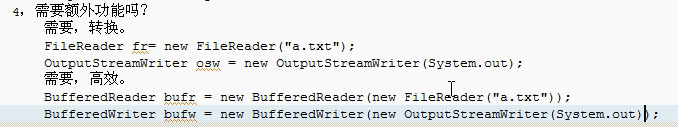 4，需要额外功能吗？
需要，转换。
FileReader fr= new FileReader("a.txt");
OutputStreamWriter osw = new OutputStreamWriter(System.out);
需要，高效。
BufferedReader bufr = new BufferedReader(new FileReader("a.txt"));
BufferedWriter bufw = new BufferedWriter(new OutputStreamWriter(System.out));